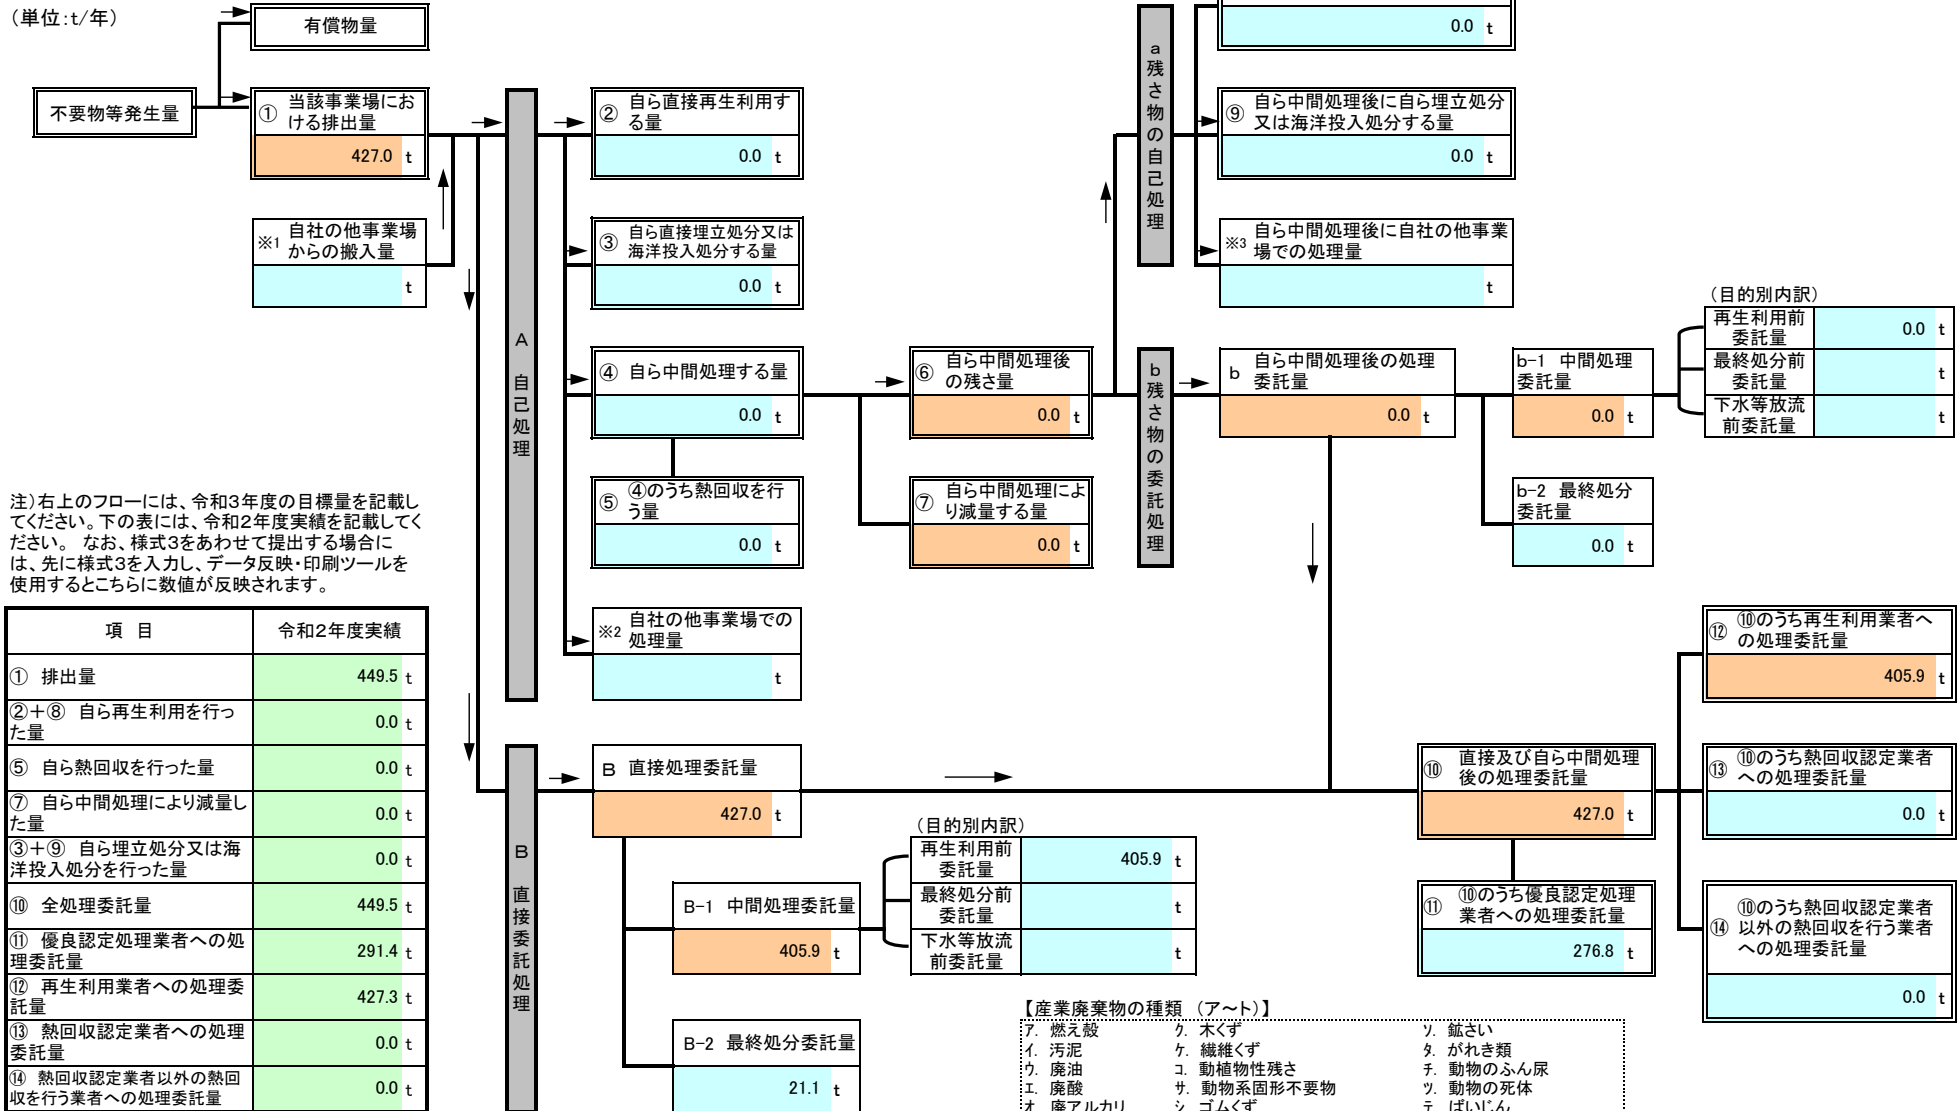 (単位:t/年)
有償物量
不要物等発生量
① 当該事業場にお
ける排出量
427.0 t
※1 自社の他事業場
からの搬入量
t
A 自己処理
② 自ら直接再生利用す
る量
0.0 t
③ 自ら直接埋立処分又は
海洋投入処分する量
0.0 t
④ 自ら中間処理する量
0.0 t
⑤ ④のうち熱回収を行
う量
0.0 t
※2 自社の他事業場での
処理量
t
⑥ 自ら中間処理後
の残さ量
0.0 t
⑦ 自ら中間処理によ
り減量する量
0.0 t
a残さ物の自己処理
0.0 t
⑨ 自ら中間処理後に自ら埋立処分
又は海洋投入処分する量
0.0 t
※3 自ら中間処理後に自社の他事業
場での処理量
t
b残さ物の委託処理
b 自ら中間処理後の処理
委託量
0.0 t
b-1 中間処理
委託量
0.0 t
(目的別内訳)
再生利用前
委託量
0.0 t
最終処分前
委託量
t
下水等放流
前委託量
t
b-2 最終処分
委託量
0.0 t
注)右上のフローには、令和3年度の目標量を記載し
てください。下の表には、令和2年度実績を記載してく
ださい。 なお、様式3をあわせて提出する場合に
は、先に様式3を入力し、データ反映・印刷ツールを
使用するとこちらに数値が反映されます。
項 目 令和2年度実績
① 排出量 449.5 t
②+⑧ 自ら再生利用を行っ
た量 0.0 t
⑤ 自ら熱回収を行った量 0.0 t
⑦ 自ら中間処理により減量し
た量 0.0 t
③+⑨ 自ら埋立処分又は海
洋投入処分を行った量 0.0 t
⑩ 全処理委託量 449.5 t
⑪ 優良認定処理業者への処
理委託量 291.4 t
⑫ 再生利用業者への処理委
託量 427.3 t
⑬ 熱回収認定業者への処理
委託量 0.0 t
⑭ 熱回収認定業者以外の熱回
収を行う業者への処理委託量 0.0 t
B 直接委託処理
B 直接処理委託量
427.0 t
B-1 中間処理委託量
405.9 t
(目的別内訳)
再生利用前
委託量
405.9 t
最終処分前
委託量
t
下水等放流
前委託量
t
B-2 最終処分委託量
21.1 t
⑩ 直接及び自ら中間処理
後の処理委託量
427.0 t
⑪ ⑩のうち優良認定処理
業者への処理委託量
276.8 t
⑫ ⑩のうち再生利用業者へ
の処理委託量
405.9 t
⑬ ⑩のうち熱回収認定業者
への処理委託量
0.0 t
⑭ ⑩のうち熱回収認定業者
以外の熱回収を行う業者
への処理委託量
0.0 t
【産業廃棄物の種類 (ア~ト)】
ア. 燃え殻 ク. 木くず ソ. 鉱さい
イ. 汚泥 ケ. 繊維くず タ. がれき類
ウ. 廃油 コ. 動植物性残さ チ. 動物のふん尿
エ. 廃酸 サ. 動物系固形不要物 ツ. 動物の死体
オ. 廃アルカリ シ. ゴムくず テ. ばいじん